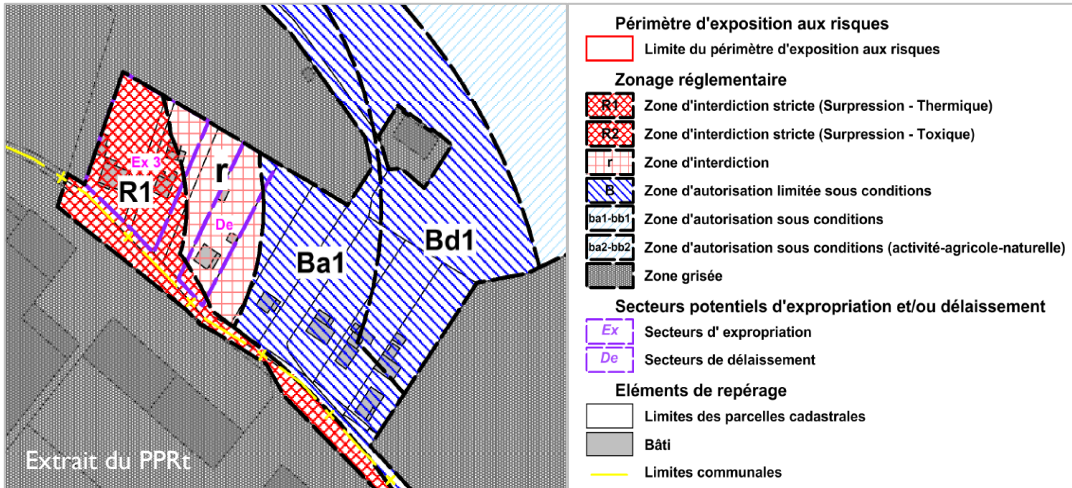 R1
Ex 3
r
De
Ba1
Bd1
Extrait du PPRt
Périmètre d'exposition aux risques
Limite du périmètre d'exposition aux risques
Zonage réglementaire
R1 Zone d'interdiction stricte (Surpression - Thermique)
R2 Zone d'interdiction stricte (Surpression - Toxique)
r Zone d'interdiction
B Zone d'autorisation limitée sous conditions
ba1-bb1 Zone d'autorisation sous conditions
ba2-bb2 Zone d'autorisation sous conditions (activité-agricole-naturelle)
Zone grisée
Secteurs potentiels d'expropriation et/ou délaissement
Ex Secteurs d' expropriation
De Secteurs de délaissement
Eléments de repérage
Limites des parcelles cadastrales
Bâti
Limites communales